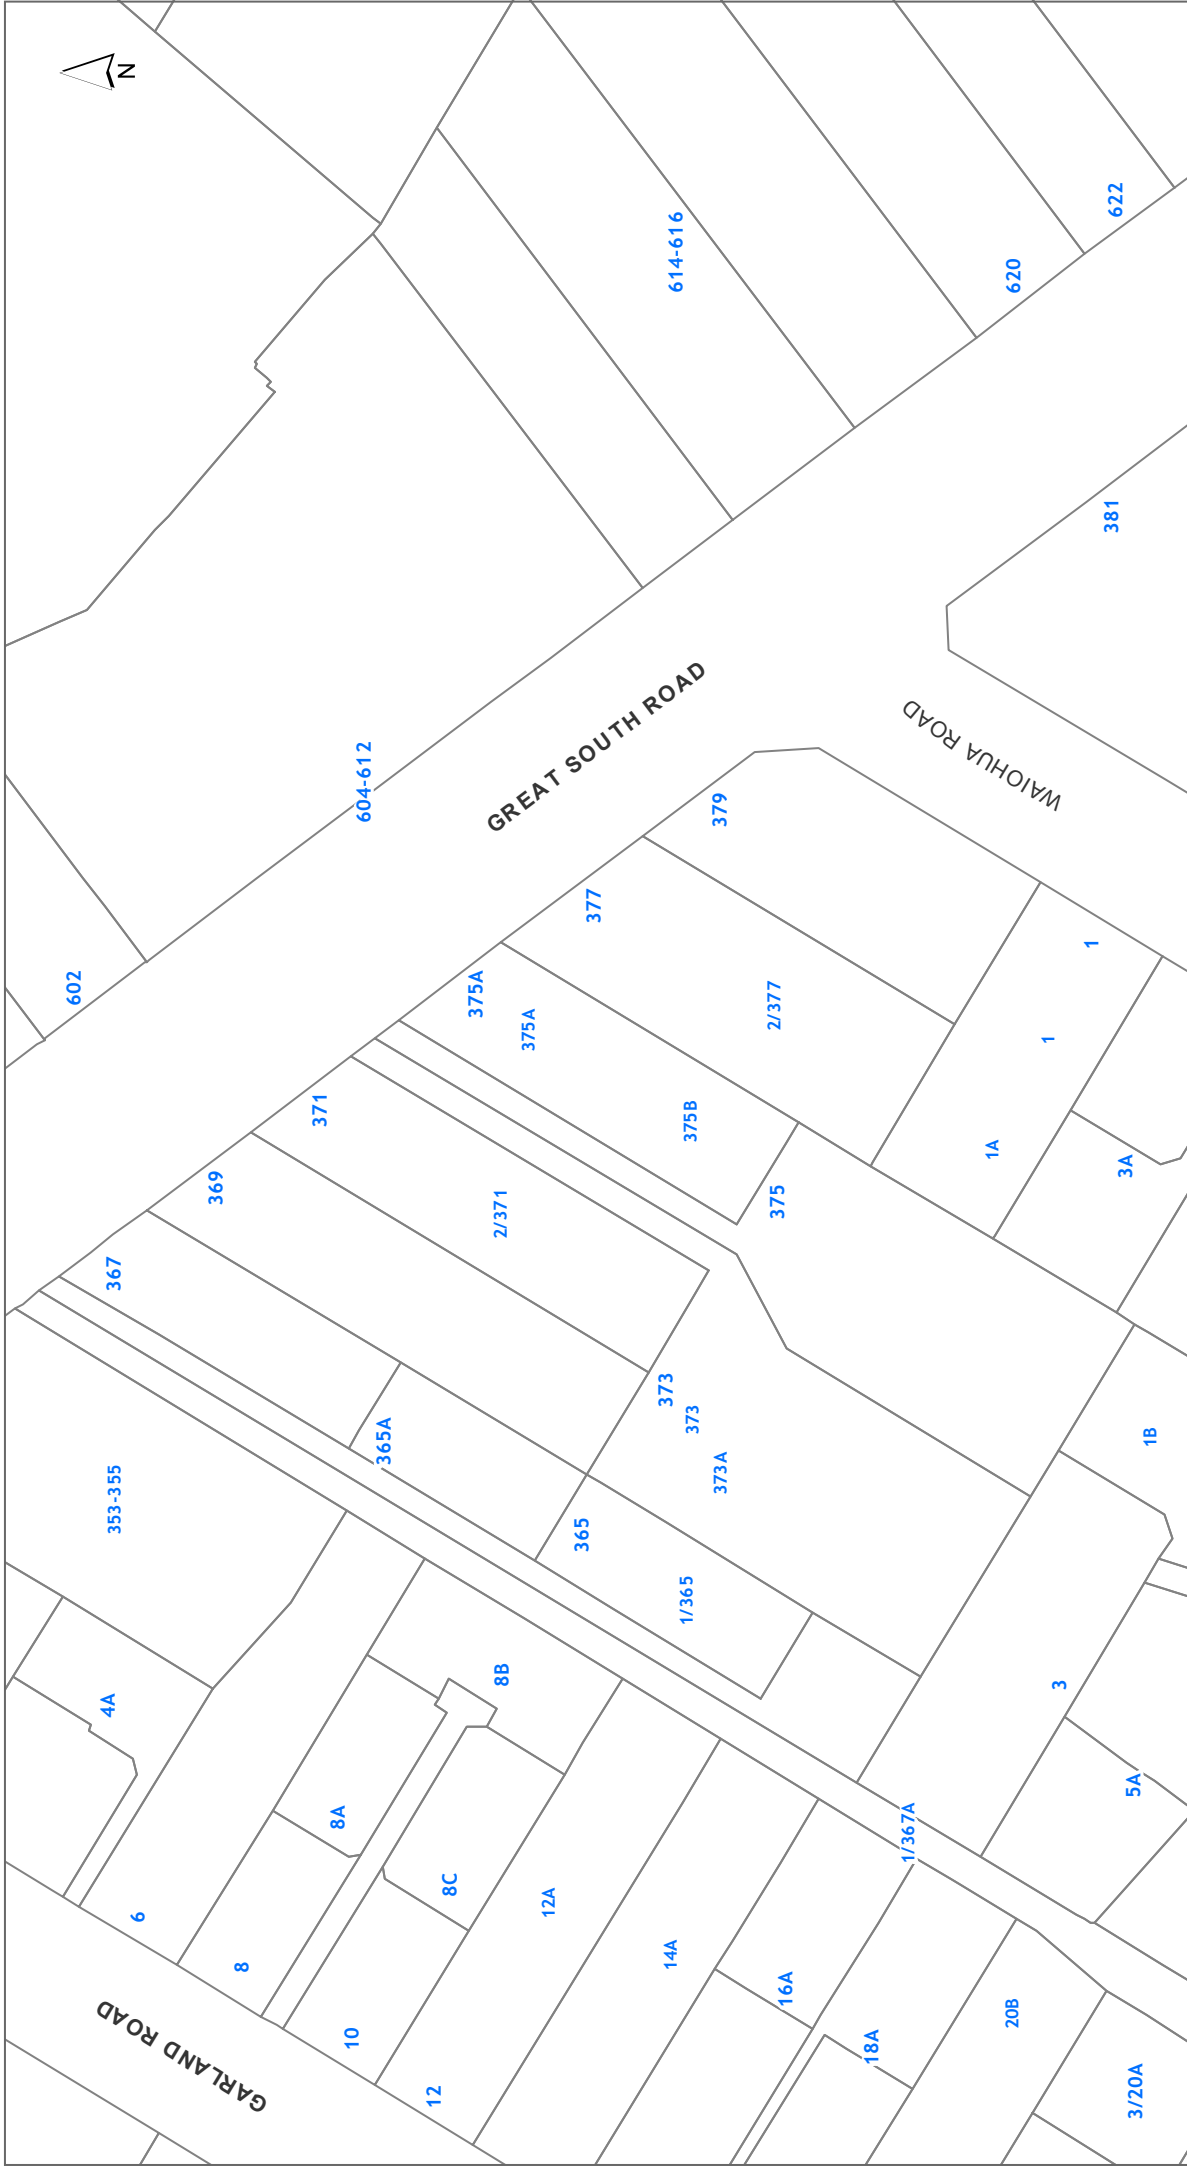 N
602
604-612
614-616
620
622
GREAT SOUTH ROAD
WAIOHUA ROAD
GARLAND ROAD
381
379
377
2/377
375A
375A
375B
375
371
2/371
369
367
373
373
373A
365A
365
1/365
353-355
1
1
1A
3A
1B
3
5A
1/367A
4A
6
8
8A
8B
8C
10
12
12A
14A
16A
18A
20B
3/20A